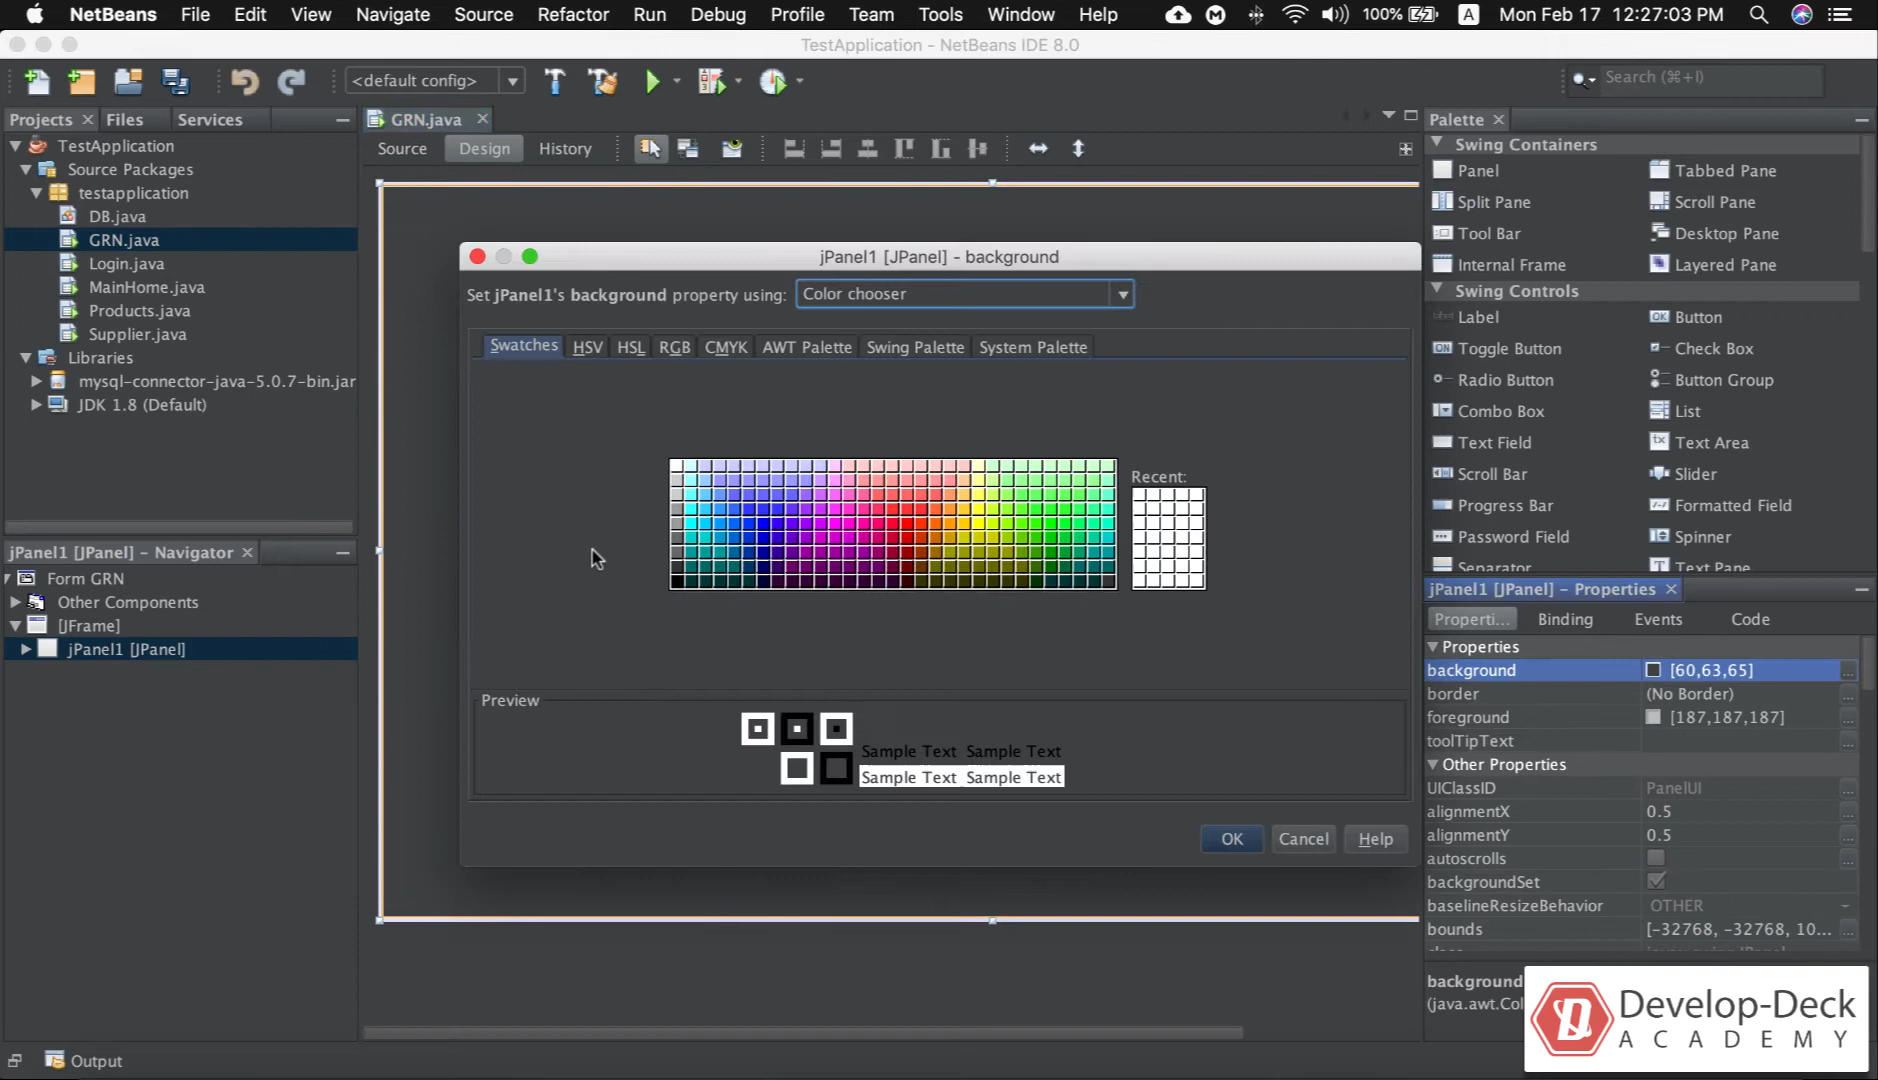 NetBeans File Edit View Navigate Source Refactor Run Debug Profile Team Tools Window Help 100% A Mon Feb 17 12:27:03 PM
TestApplication - NetBeans IDE 8.0
<default config>
Search (⌘+I)
Projects Files Services
TestApplication
Source Packages
testapplication
DB.java
GRN.java
Login.java
MainHome.java
Products.java
Supplier.java
Libraries
mysql-connector-java-5.0.7-bin.jar
JDK 1.8 (Default)
jPanel1 [JPanel] - Navigator
Form GRN
Other Components
[JFrame]
jPanel1 [JPanel]
Output
GRN.java
Source Design History
jPanel1 [JPanel] - background
Set jPanel1's background property using: Color chooser
Swatches HSV HSL RGB CMYK AWT Palette Swing Palette System Palette
Recent:
Preview
Sample Text Sample Text
Sample Text Sample Text
OK Cancel Help
Palette
Swing Containers
Panel Tabbed Pane
Split Pane Scroll Pane
Tool Bar Desktop Pane
Internal Frame Layered Pane
Swing Controls
Label Button
Toggle Button Check Box
Radio Button Button Group
Combo Box List
Text Field Text Area
Scroll Bar Slider
Progress Bar Formatted Field
Password Field Spinner
Separator Text Pane
jPanel1 [JPanel] - Properties
Properti... Binding Events Code
Properties
background [60,63,65] ...
border (No Border) ...
foreground [187,187,187] ...
toolTipText ...
Other Properties
UIClassID PanelUI ...
alignmentX 0.5 ...
alignmentY 0.5 ...
autoscrolls ...
backgroundSet
baselineResizeBehavior OTHER
bounds [-32768, -32768, 10... ...
background
(java.awt.Col
Develop-Deck
ACADEMY